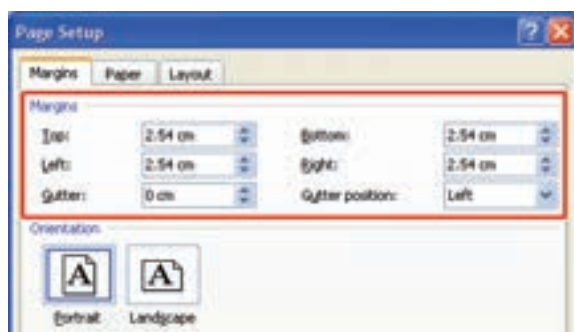 Page Setup
Margins Paper Layout
Margins
Top: 2.54 cm Bottom: 2.54 cm
Left: 2.54 cm Right: 2.54 cm
Gutter: 0 cm Gutter position: Left
Orientation
A A
Portrait Landscape